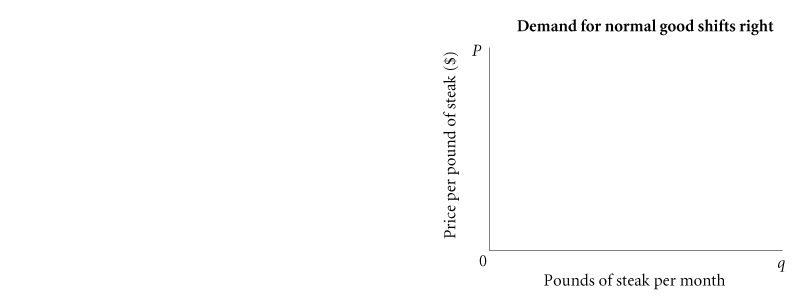 Demand for normal good shifts right
P
Price per pound of steak ($)
0
q
Pounds of steak per month